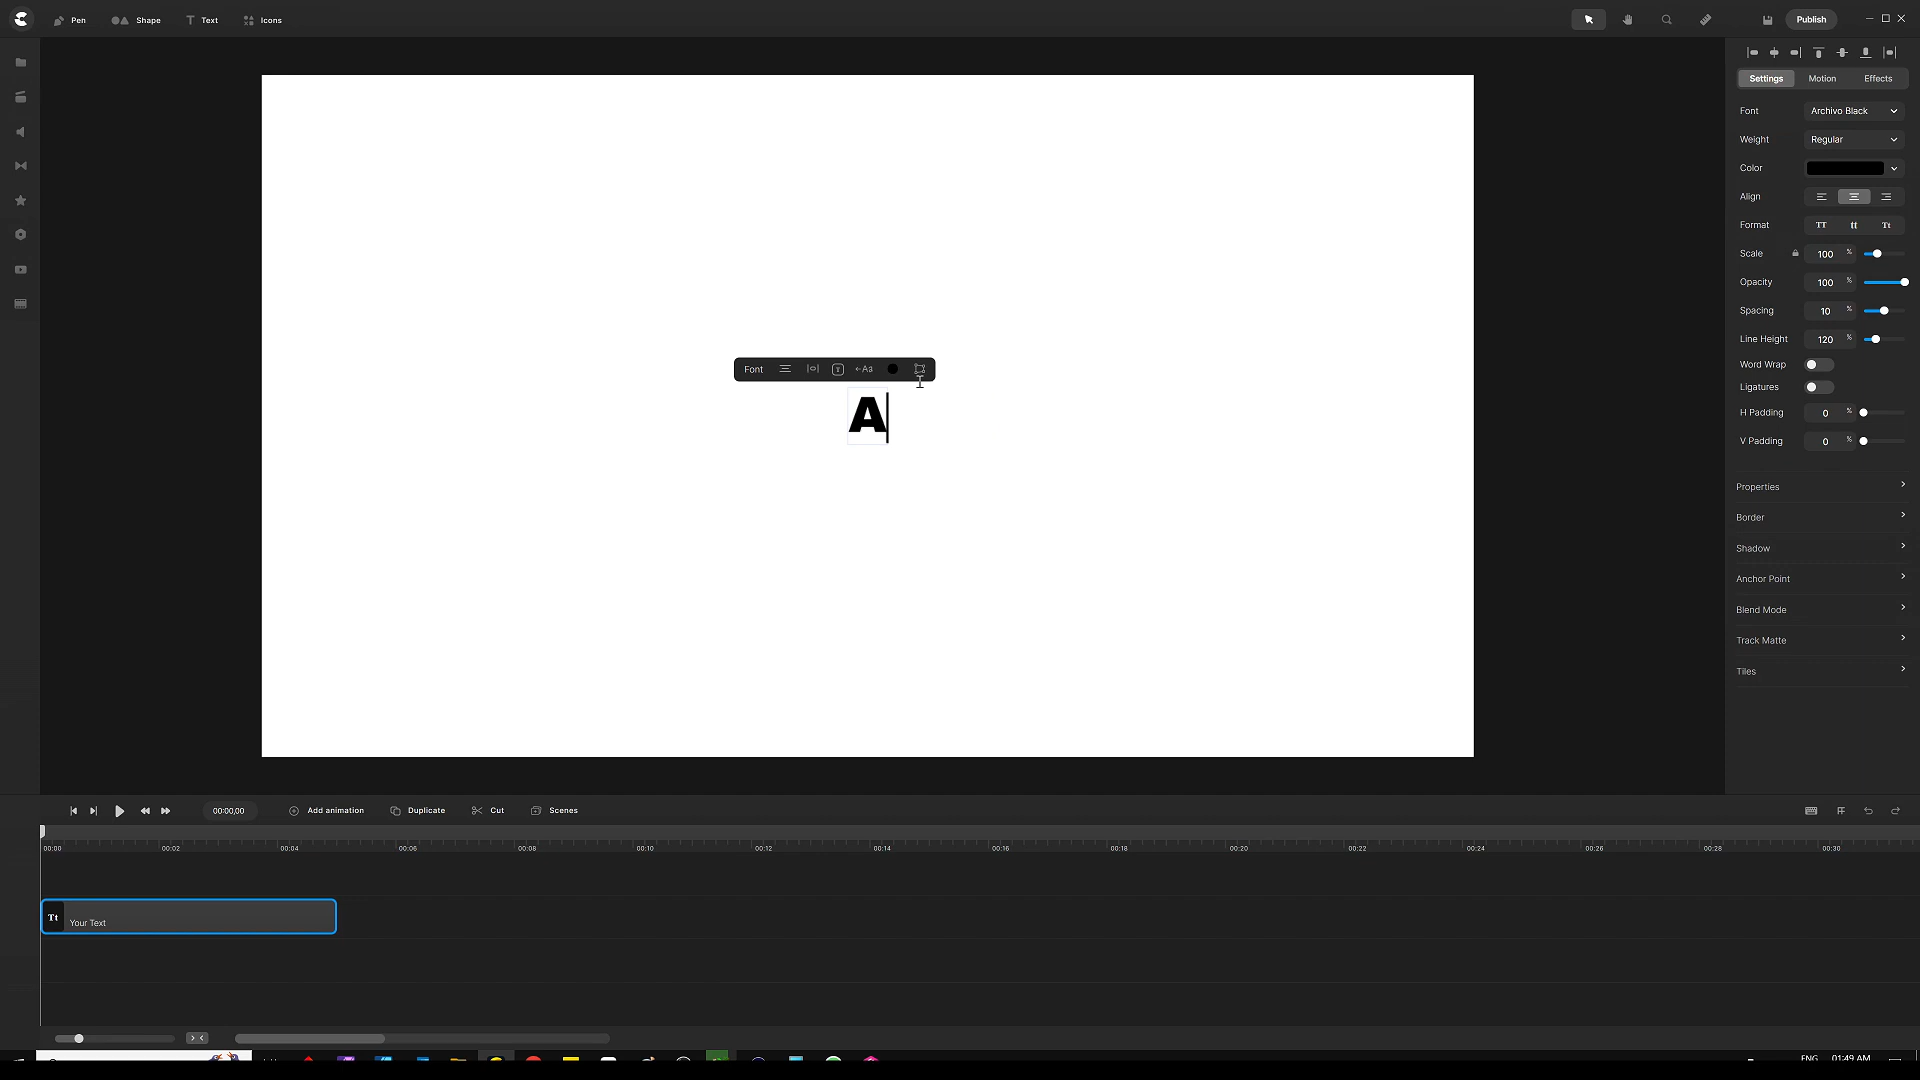 Pen Shape Text Icons Publish
Settings Motion Effects
Font Archivo Black
Weight Regular
Color
Align
Format TT tt Tt
Scale 100 %
Opacity 100 %
Spacing 10 %
Line Height 120 %
Word Wrap
Ligatures
H Padding 0 %
V Padding 0 %
Properties
Border
Shadow
Anchor Point
Blend Mode
Track Matte
Tiles
Font T Aa
A
00:00,00 Add animation Duplicate Cut Scenes
00:00 00:02 00:04 00:06 00:08 00:10 00:12 00:14 00:16 00:18 00:20 00:22 00:24 00:26 00:28 00:30
Tt Your Text
ENG 01:49 AM